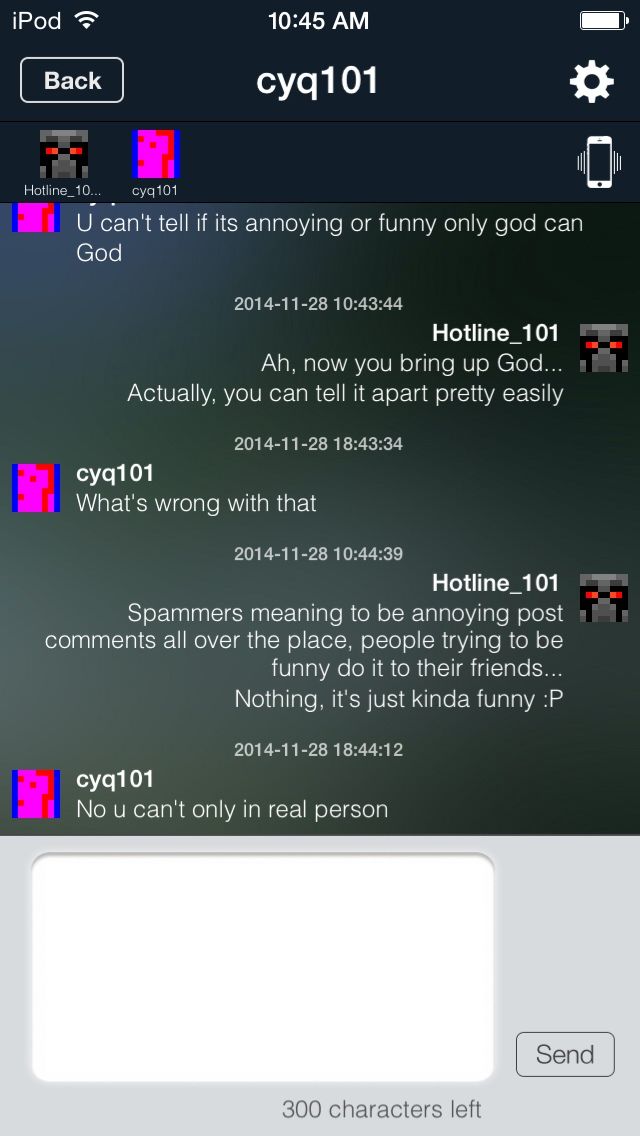 iPod 10:45 AM
Back cyq101
Hotline_10... cyq101
U can't tell if its annoying or funny only god can
God
2014-11-28 10:43:44
Hotline_101
Ah, now you bring up God...
Actually, you can tell it apart pretty easily
2014-11-28 18:43:34
cyq101
What's wrong with that
2014-11-28 10:44:39
Hotline_101
Spammers meaning to be annoying post
comments all over the place, people trying to be
funny do it to their friends...
Nothing, it's just kinda funny :P
2014-11-28 18:44:12
cyq101
No u can't only in real person
Send
300 characters left